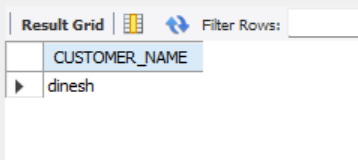 Result Grid Filter Rows:
CUSTOMER_NAME
dinesh